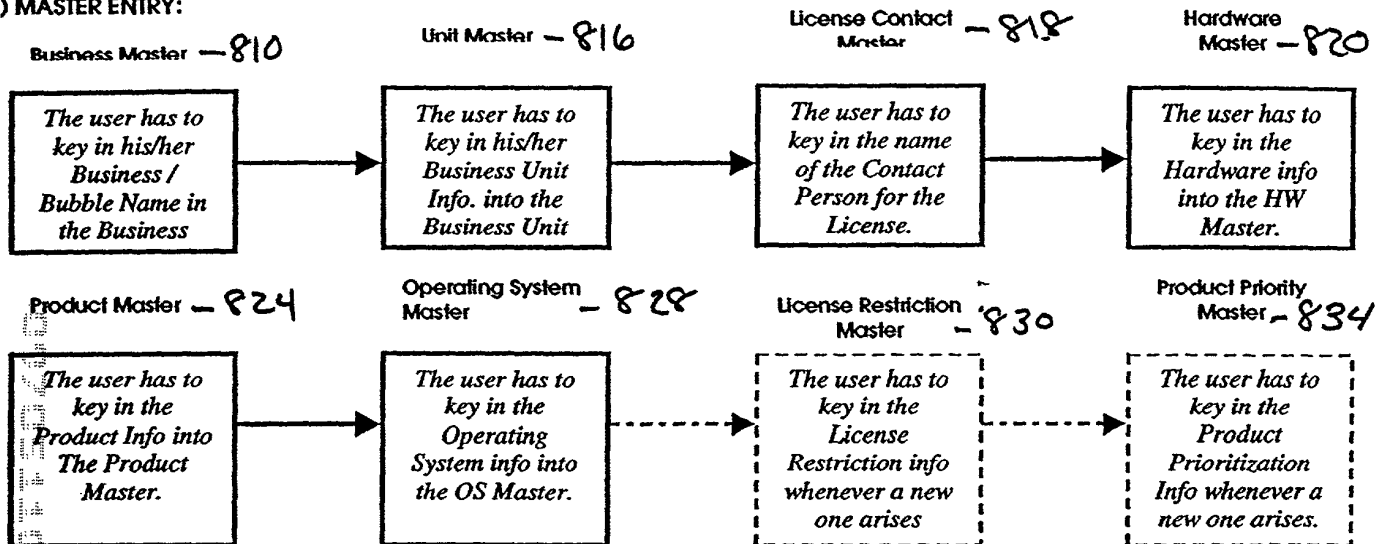 ) MASTER ENTRY:
Business Master – 810
Unit Master – 816
License Contact
Master – 818
Hardware
Master – 820
The user has to
key in his/her
Business /
Bubble Name in
the Business
The user has to
key in his/her
Business Unit
Info. into the
Business Unit
The user has to
key in the name
of the Contact
Person for the
License.
The user has to
key in the
Hardware info
into the HW
Master.
Product Master – 824
Operating System
Master – 828
License Restriction
Master – 830
Product Priority
Master – 834
The user has to
key in the
Product Info into
The Product
Master.
The user has to
key in the
Operating
System info into
the OS Master.
The user has to
key in the
License
Restriction info
whenever a new
one arises
The user has to
key in the
Product
Prioritization
Info whenever a
new one arises.